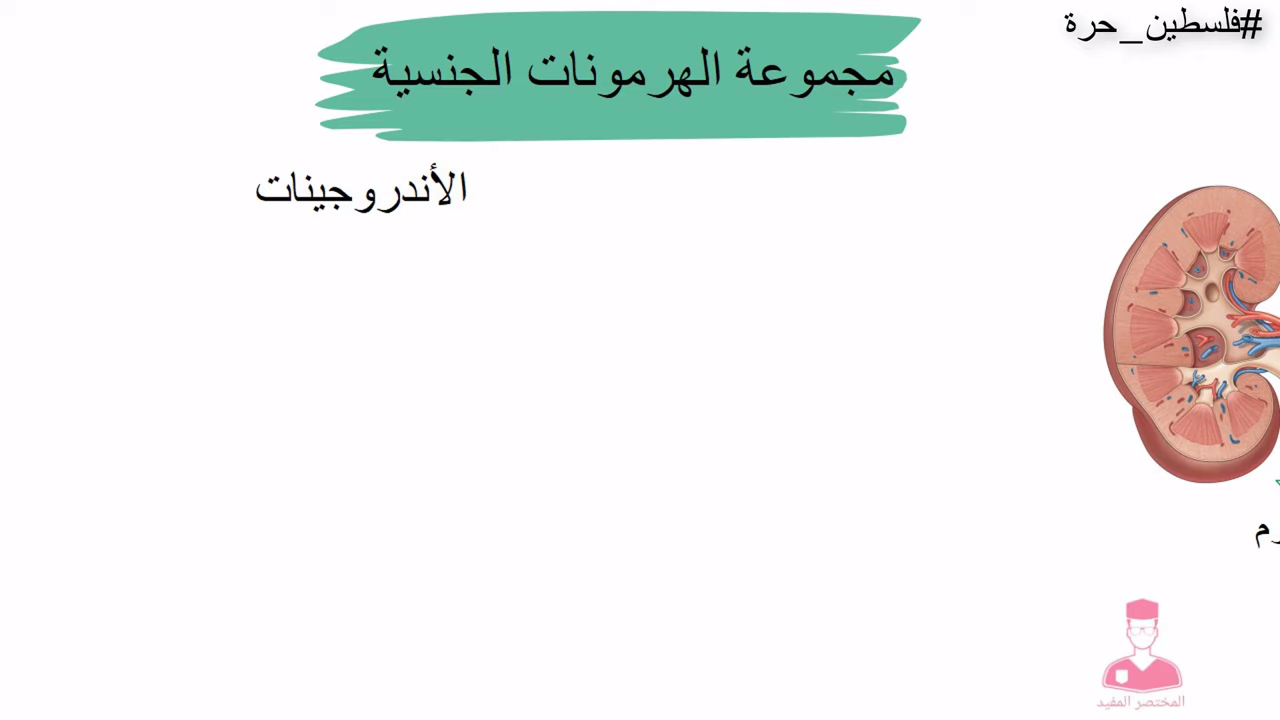 #فلسطين_حرة
مجموعة الهرمونات الجنسية
الأندروجينات
المختصر المفيد